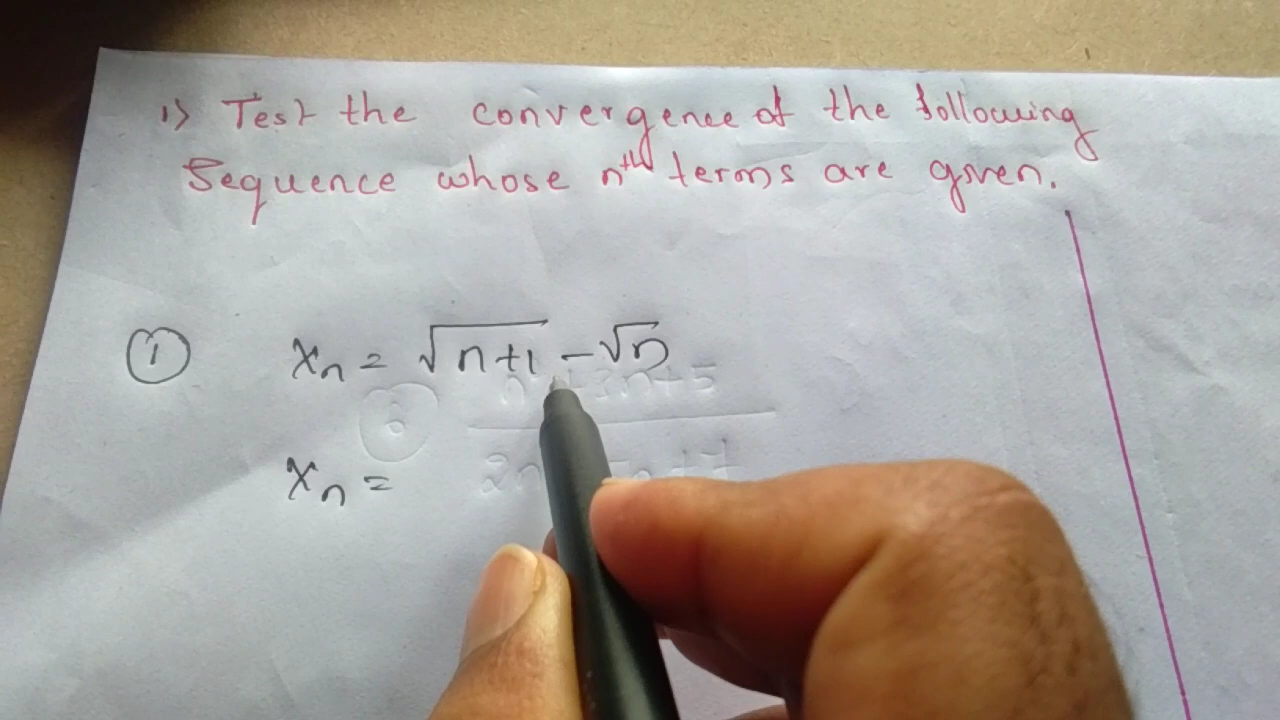 1) Test the convergence of the following
Sequence whose nth terms are given.
① xn = √n+1 - √n
xn =